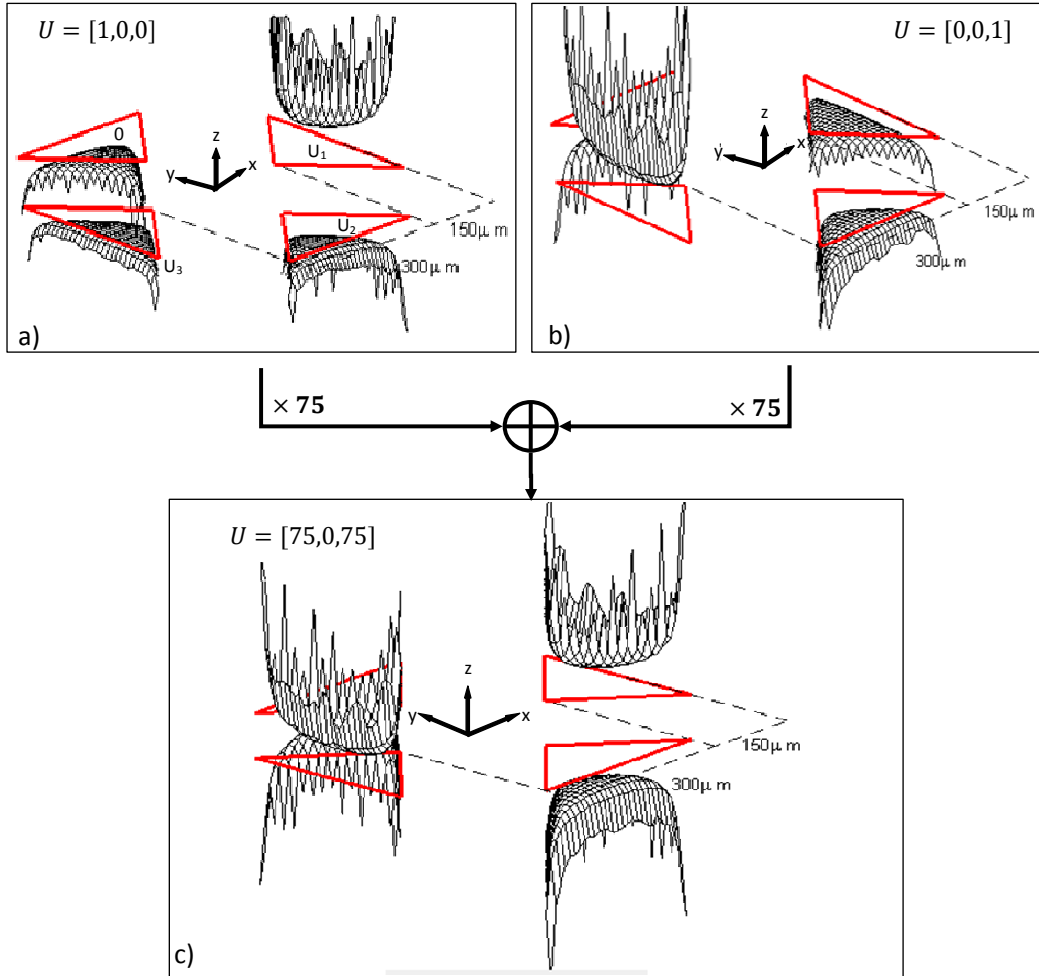 U = [1,0,0]
0
z
x
y
U₁
U₂
U₃
150μ m
300μ m
a)
U = [0,0,1]
z
x
y
150μ m
300μ m
b)
× 75
× 75
U = [75,0,75]
z
y
x
150μ m
300μ m
c)